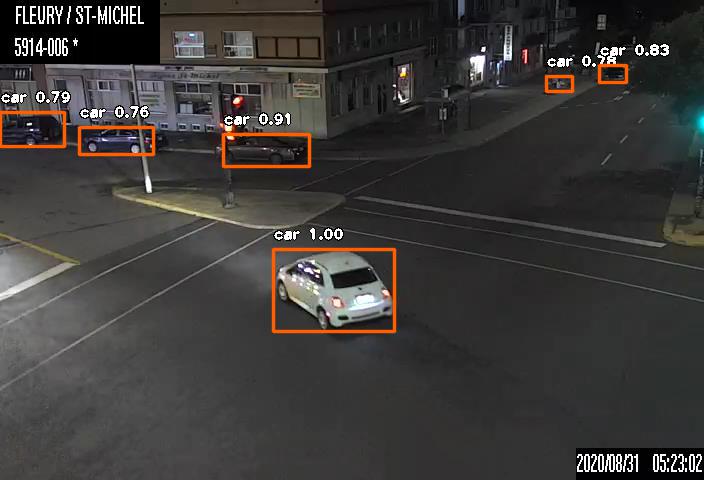 FLEURY / ST-MICHEL
5914-006 *
car 0.83
car 0.78
car 0.79
car 0.76
car 0.91
car 1.00
2020/08/31 05:23:02